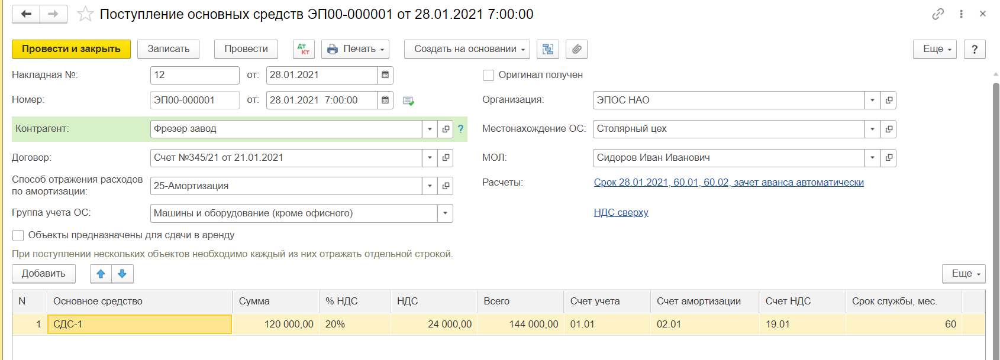 Поступление основных средств ЭП00-000001 от 28.01.2021 7:00:00
Провести и закрыть Записать Провести Дт Кт Печать Создать на основании Еще ?
Накладная №: 12 от: 28.01.2021 Оригинал получен
Номер: ЭП00-000001 от: 28.01.2021 7:00:00 Организация: ЭПОС НАО
Контрагент: Фрезер завод ? Местонахождение ОС: Столярный цех
Договор: Счет №345/21 от 21.01.2021 МОЛ: Сидоров Иван Иванович
Способ отражения расходов
по амортизации: 25-Амортизация Расчеты: Срок 28.01.2021, 60.01, 60.02, зачет аванса автоматически
Группа учета ОС: Машины и оборудование (кроме офисного) НДС сверху
Объекты предназначены для сдачи в аренду
При поступлении нескольких объектов необходимо каждый из них отражать отдельной строкой.
Добавить Еще
N Основное средство Сумма % НДС НДС Всего Счет учета Счет амортизации Счет НДС Срок службы, мес.
1 СДС-1 120 000,00 20% 24 000,00 144 000,00 01.01 02.01 19.01 60